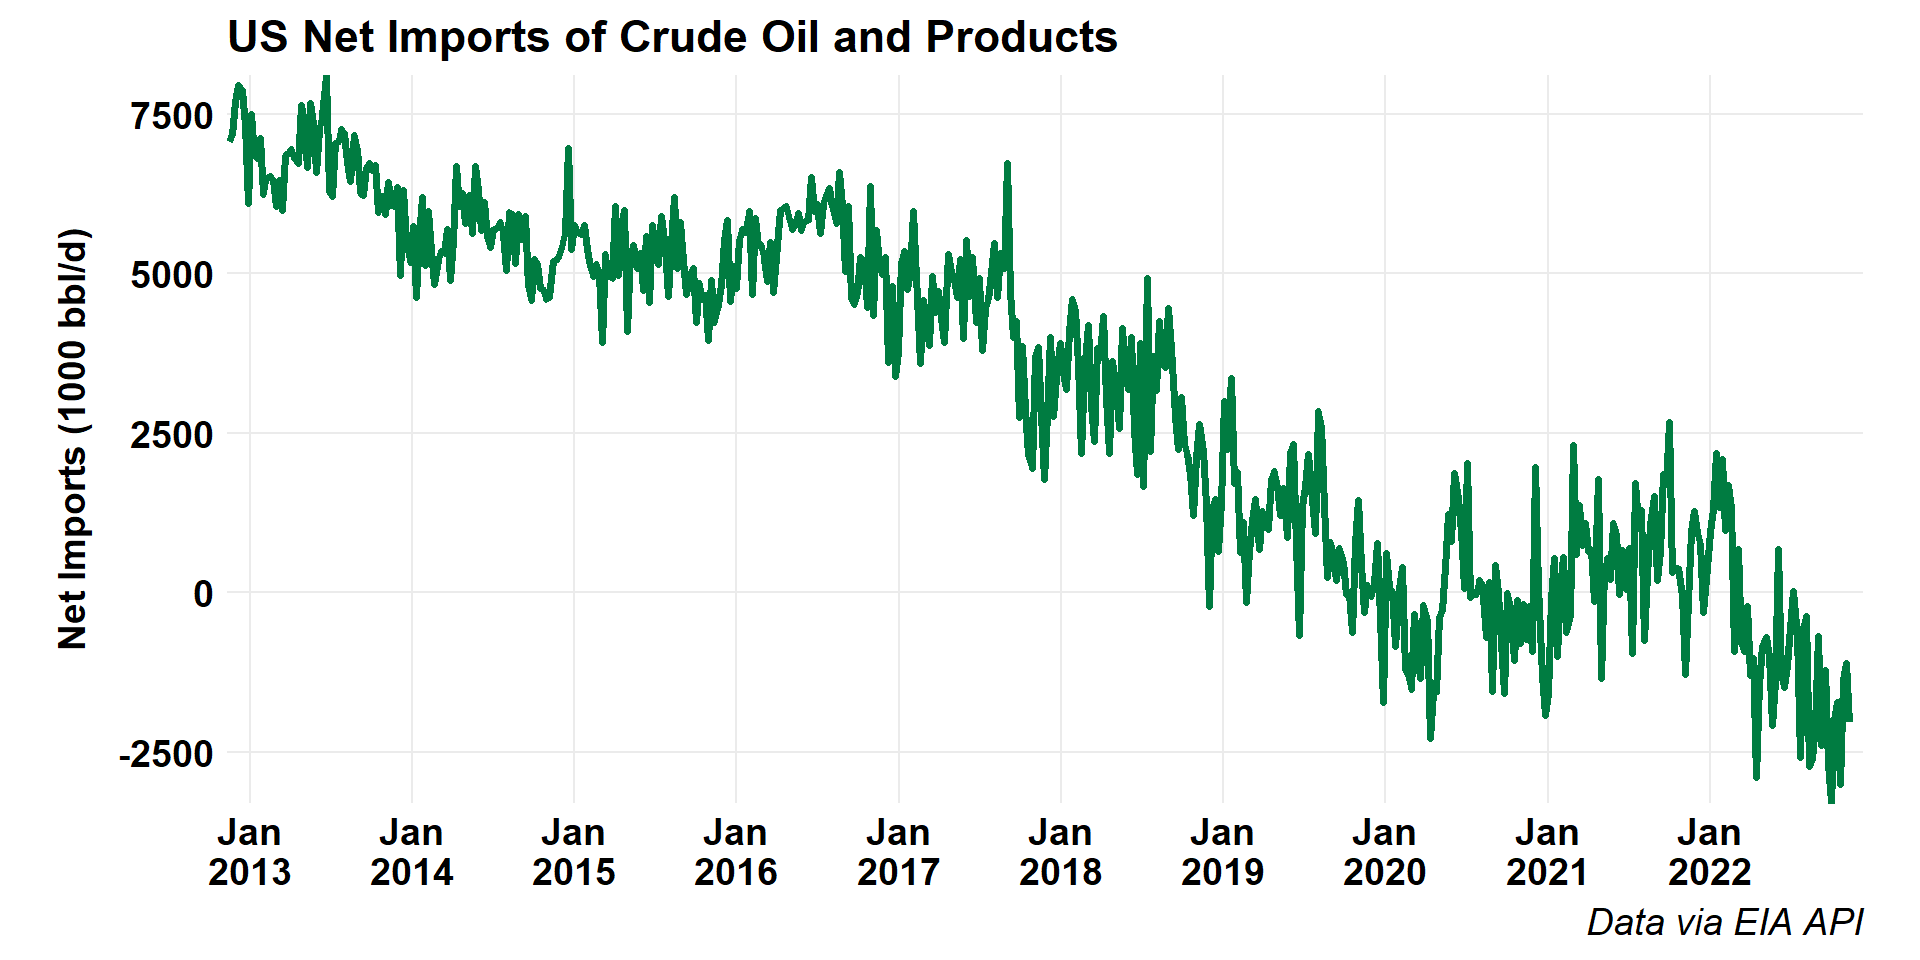 US Net Imports of Crude Oil and Products
Net Imports (1000 bbl/d)
7500
5000
2500
0
-2500
Jan Jan Jan Jan Jan Jan Jan Jan Jan Jan
2013 2014 2015 2016 2017 2018 2019 2020 2021 2022
Data via EIA API